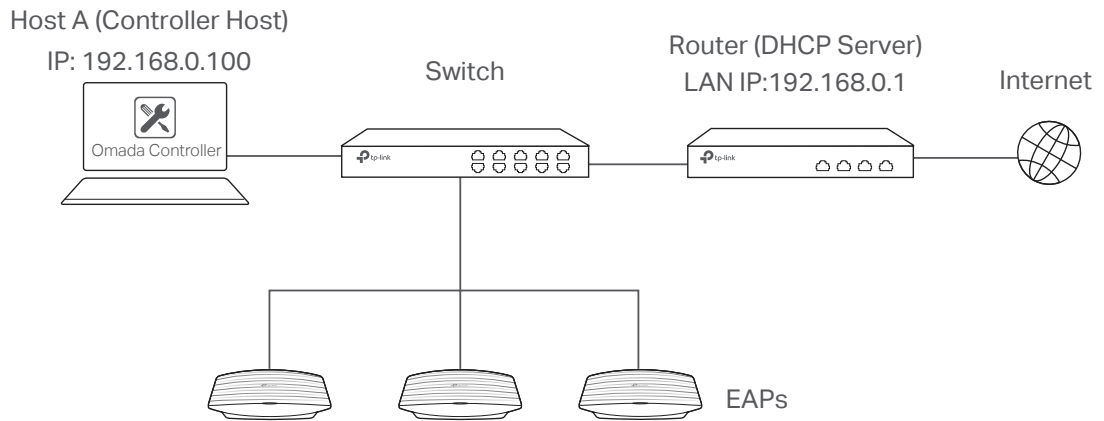 Host A (Controller Host)
IP: 192.168.0.100
Omada Controller
Switch
tp-link
Router (DHCP Server)
LAN IP:192.168.0.1
tp-link
Internet
EAPs